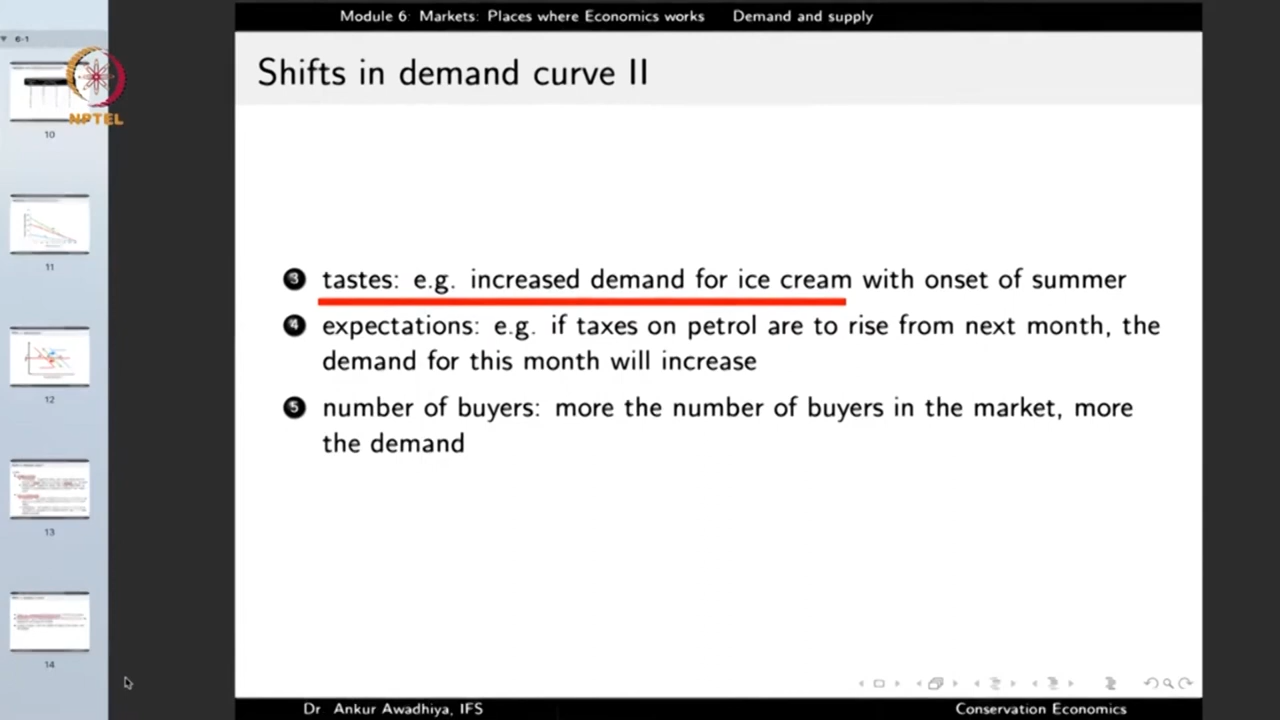 Module 6: Markets: Places where Economics works Demand and supply
6-1
Shifts in demand curve II
NPTEL
10
11
12
13
14
3 tastes: e.g. increased demand for ice cream with onset of summer
4 expectations: e.g. if taxes on petrol are to rise from next month, the
demand for this month will increase
5 number of buyers: more the number of buyers in the market, more
the demand
Dr Ankur Awadhiya, IFS Conservation Economics